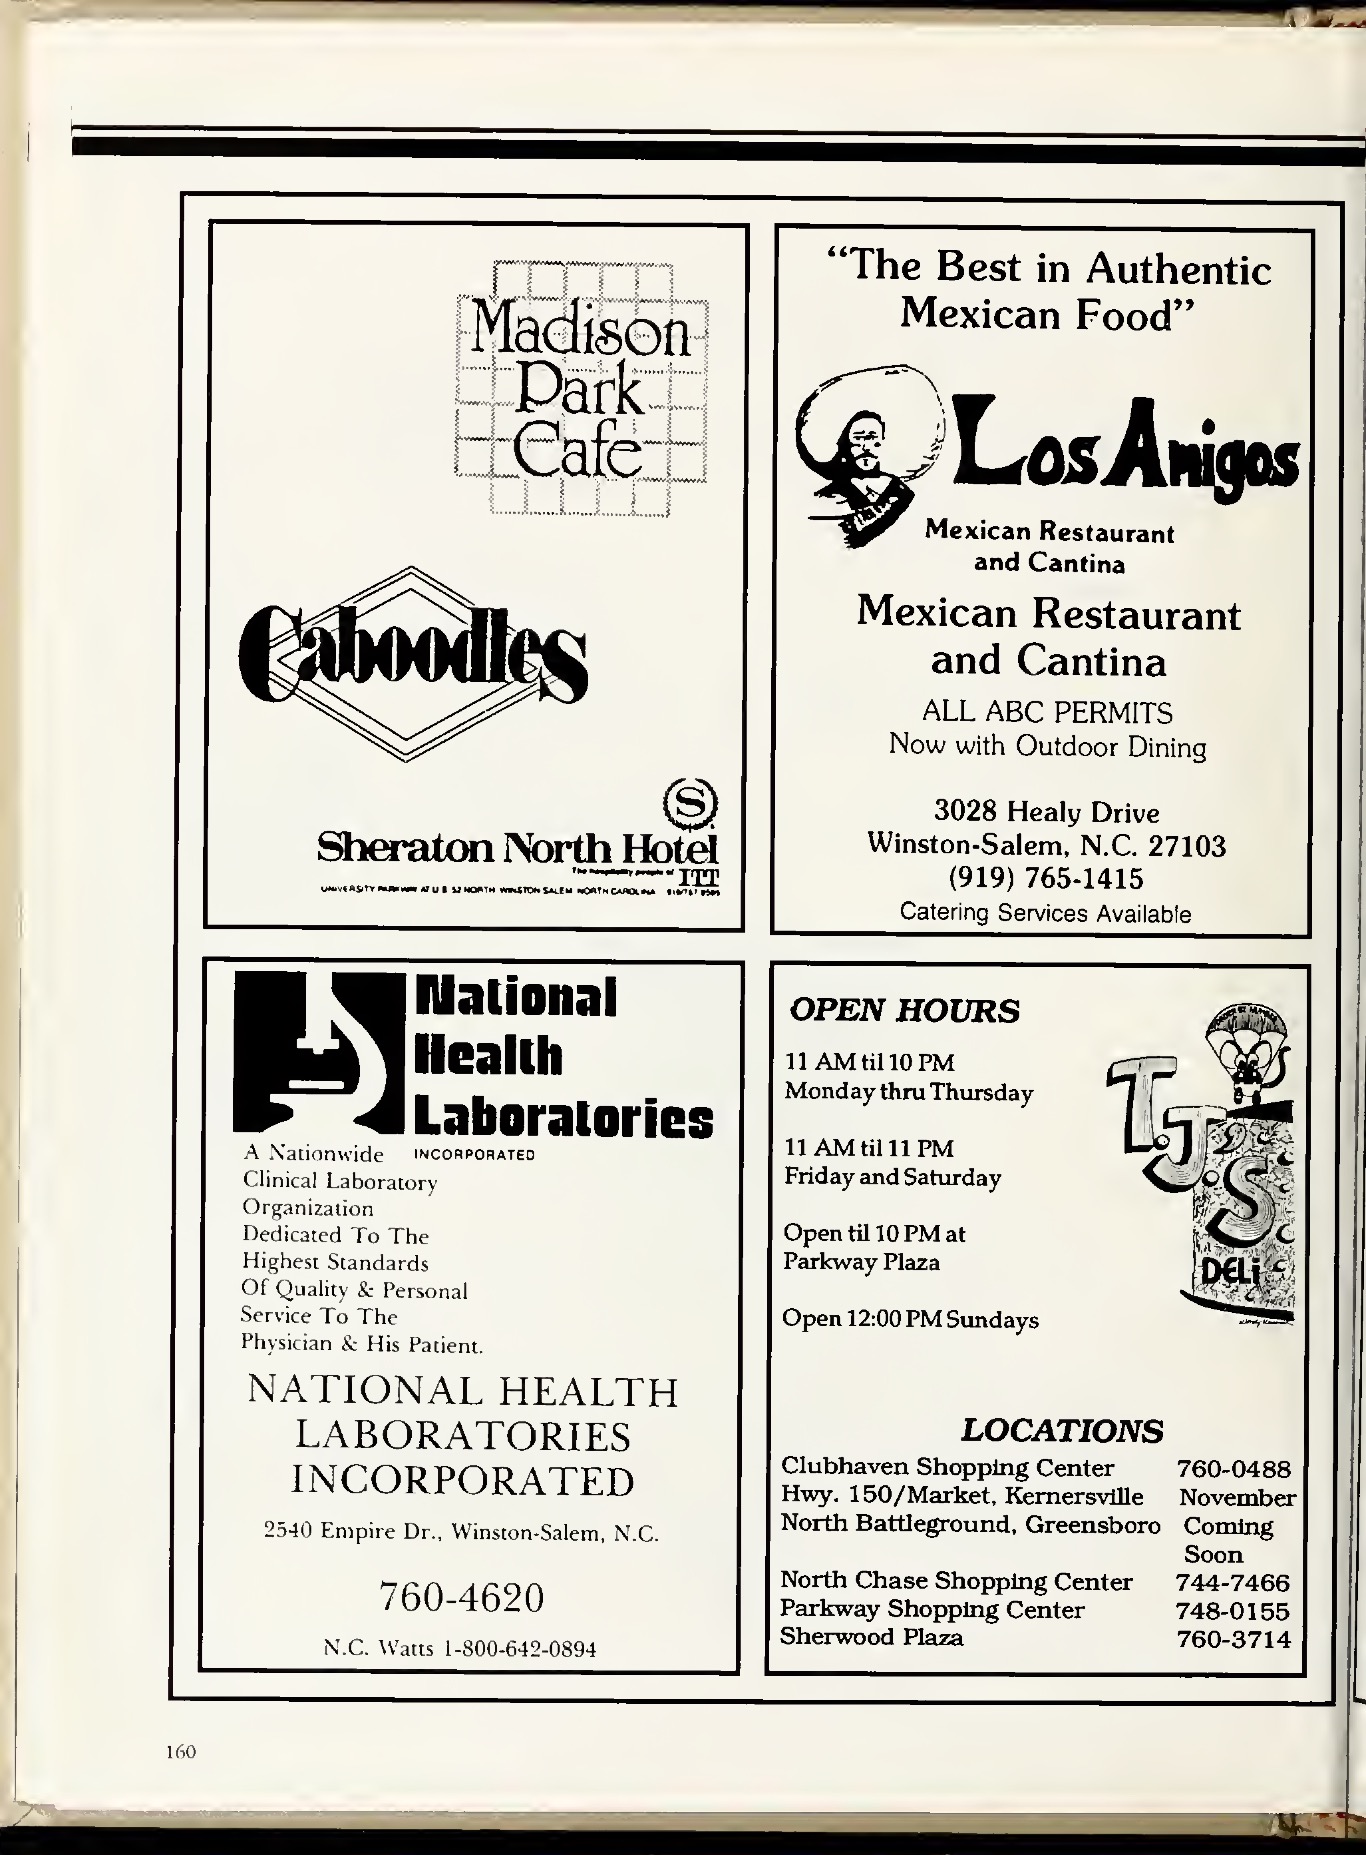 Madison
Park
Cafe
Caboodles
S
Sheraton North Hotel
The hospitality people of ITT
UNIVERSITY PARKWAY AT U S 52 NORTH WINSTON SALEM NORTH CAROLINA
"The Best in Authentic
Mexican Food"
Los Amigos
Mexican Restaurant
and Cantina
Mexican Restaurant
and Cantina
ALL ABC PERMITS
Now with Outdoor Dining
3028 Healy Drive
Winston-Salem, N.C. 27103
(919) 765-1415
Catering Services Available
National
Health
Laboratories
INCORPORATED
A Nationwide
Clinical Laboratory
Organization
Dedicated To The
Highest Standards
Of Quality & Personal
Service To The
Physician & His Patient.
NATIONAL HEALTH
LABORATORIES
INCORPORATED
2540 Empire Dr., Winston-Salem, N.C.
760-4620
N.C. Watts 1-800-642-0894
OPEN HOURS
11 AM til 10 PM
Monday thru Thursday
11 AM til 11 PM
Friday and Saturday
Open til 10 PM at
Parkway Plaza
Open 12:00 PM Sundays
T.J.'S
DELi
LOCATIONS
Clubhaven Shopping Center 760-0488
Hwy. 150/Market, Kernersville November
North Battleground, Greensboro Coming
Soon
North Chase Shopping Center 744-7466
Parkway Shopping Center 748-0155
Sherwood Plaza 760-3714
160